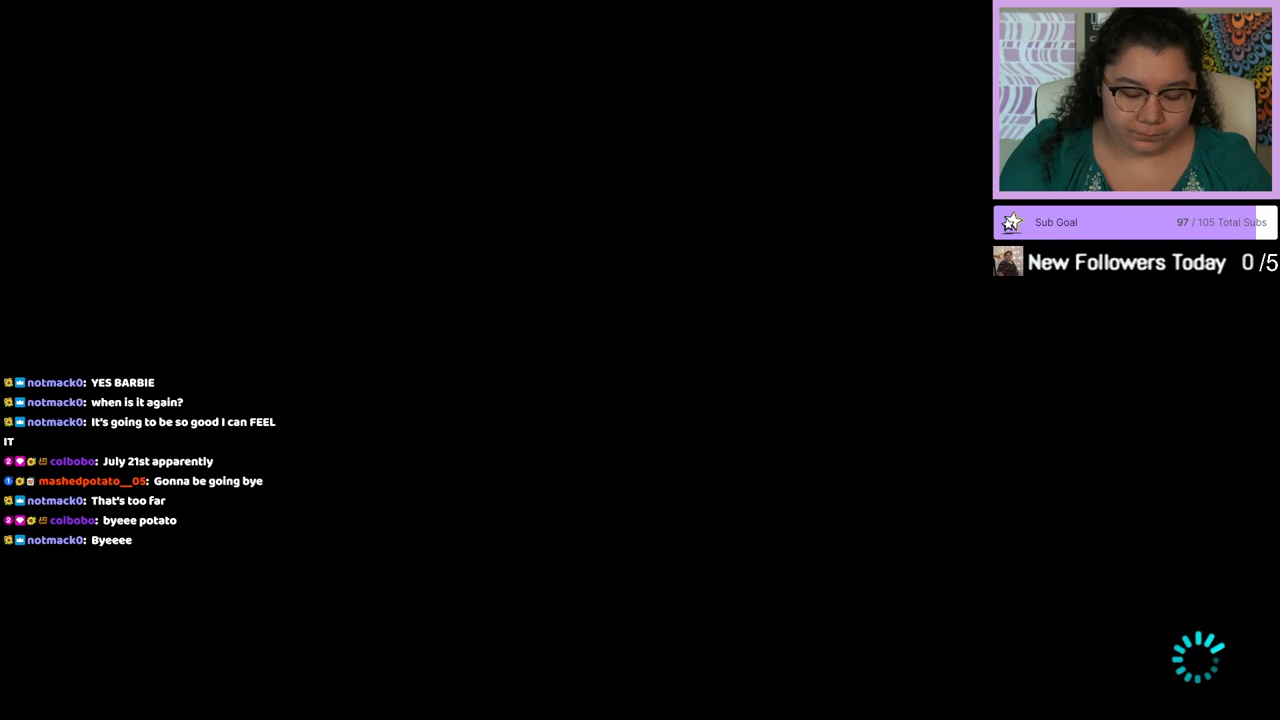 Sub Goal 97 / 105 Total Subs
New Followers Today 0 /5
notmack0: YES BARBIE
notmack0: when is it again?
notmack0: It's going to be so good I can FEEL
IT
colbobo: July 21st apparently
mashedpotato__05: Gonna be going bye
notmack0: That's too far
colbobo: byeee potato
notmack0: Byeeee